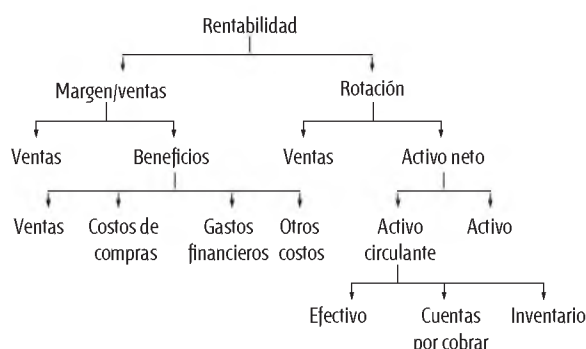 Rentabilidad
Margen/ventas
Rotación
Ventas
Beneficios
Ventas
Activo neto
Ventas
Costos de
compras
Gastos
financieros
Otros
costos
Activo
circulante
Activo
Efectivo
Cuentas
por cobrar
Inventario